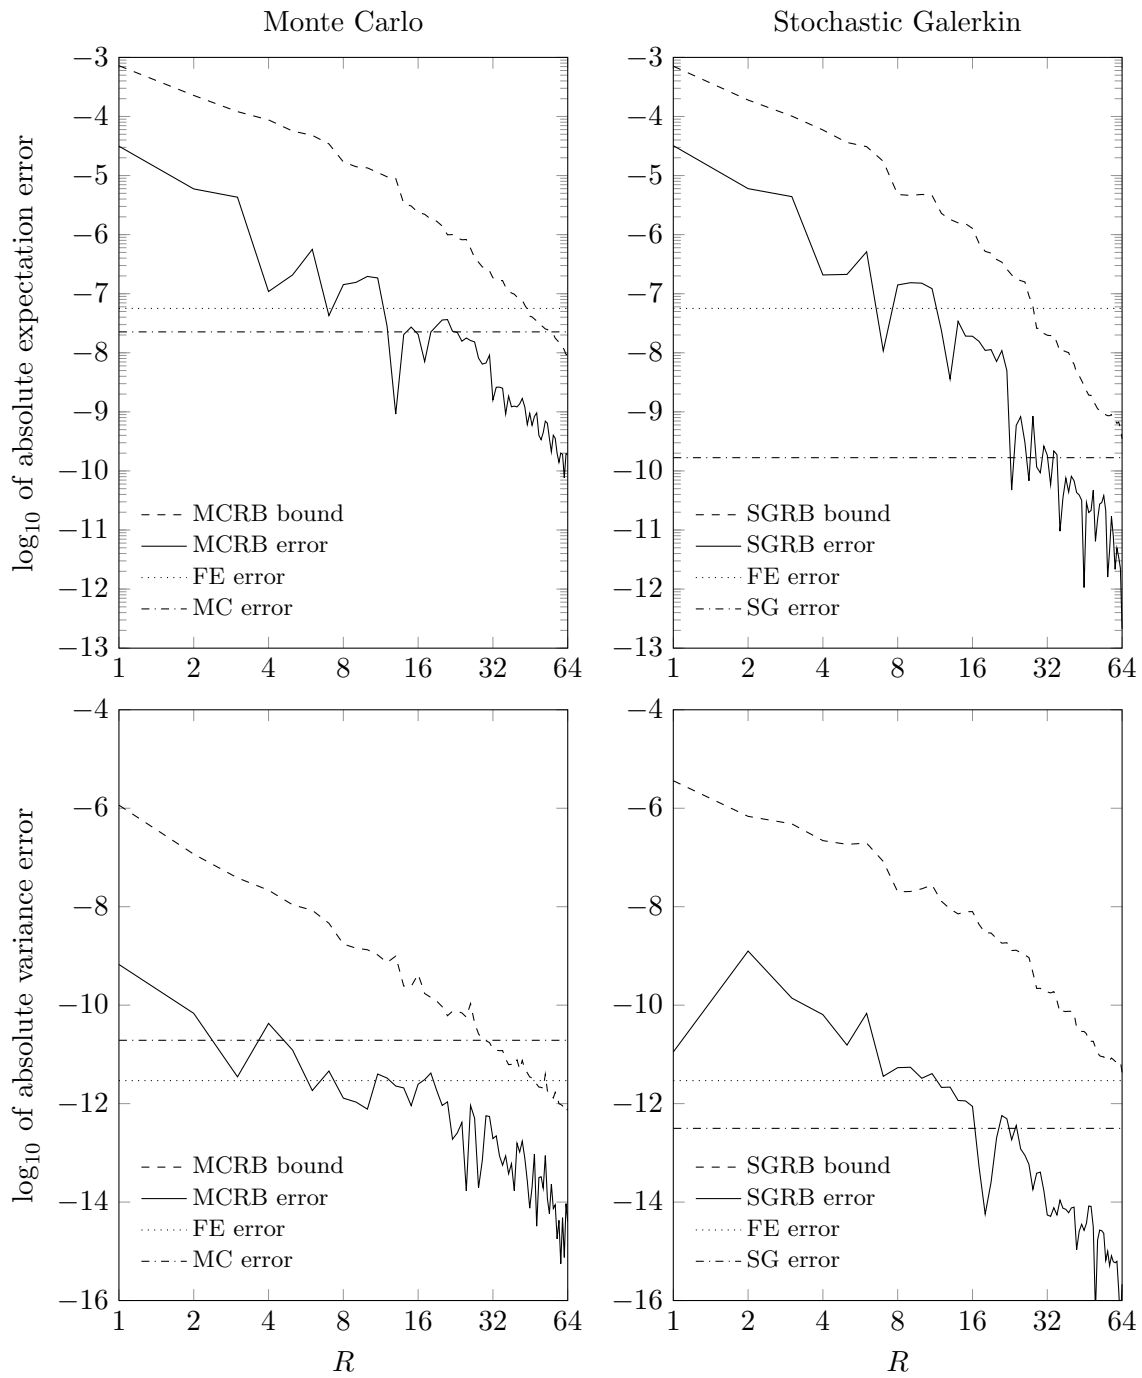 Monte Carlo
Stochastic Galerkin
log₁₀ of absolute expectation error
−3
−4
−5
−6
−7
−8
−9
−10
−11
−12
−13
MCRB bound
MCRB error
FE error
MC error
1 2 4 8 16 32 64
−3
−4
−5
−6
−7
−8
−9
−10
−11
−12
−13
SGRB bound
SGRB error
FE error
SG error
1 2 4 8 16 32 64
log₁₀ of absolute variance error
−4
−6
−8
−10
−12
−14
−16
MCRB bound
MCRB error
FE error
MC error
1 2 4 8 16 32 64
R
−4
−6
−8
−10
−12
−14
−16
SGRB bound
SGRB error
FE error
SG error
1 2 4 8 16 32 64
R